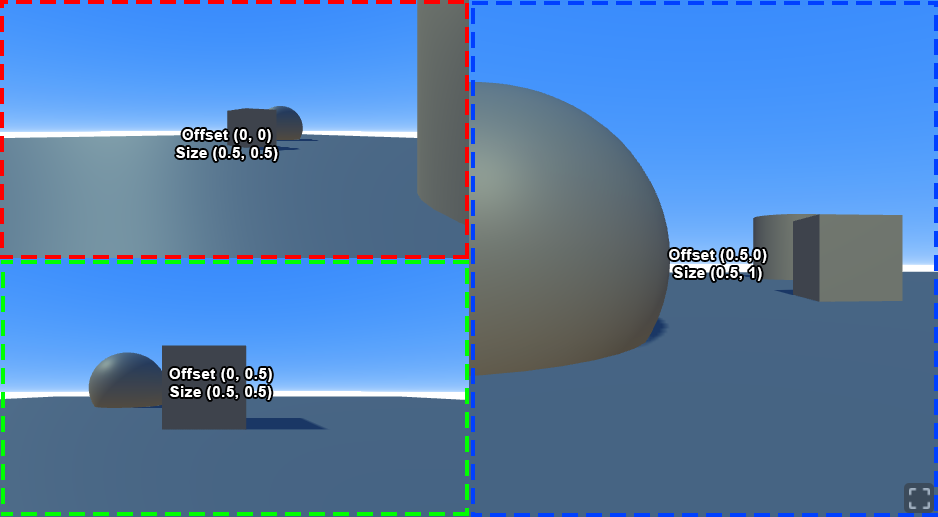 Offset (0, 0)
Size (0.5, 0.5)
Offset (0.5,0)
Size (0.5, 1)
Offset (0, 0.5)
Size (0.5, 0.5)